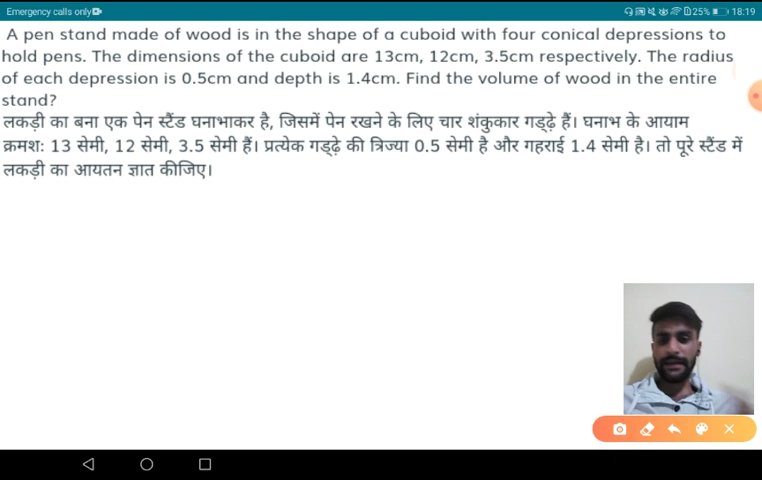 Emergency calls only
25% 18:19
A pen stand made of wood is in the shape of a cuboid with four conical depressions to
hold pens. The dimensions of the cuboid are 13cm, 12cm, 3.5cm respectively. The radius
of each depression is 0.5cm and depth is 1.4cm. Find the volume of wood in the entire
stand?
लकड़ी का बना एक पेन स्टैंड घनाभाकर है, जिसमें पेन रखने के लिए चार शंकुकार गड्ढ़े हैं। घनाभ के आयाम
क्रमश: 13 सेमी, 12 सेमी, 3.5 सेमी हैं। प्रत्येक गड्ढ़े की त्रिज्या 0.5 सेमी है और गहराई 1.4 सेमी है। तो पूरे स्टैंड में
लकड़ी का आयतन ज्ञात कीजिए।